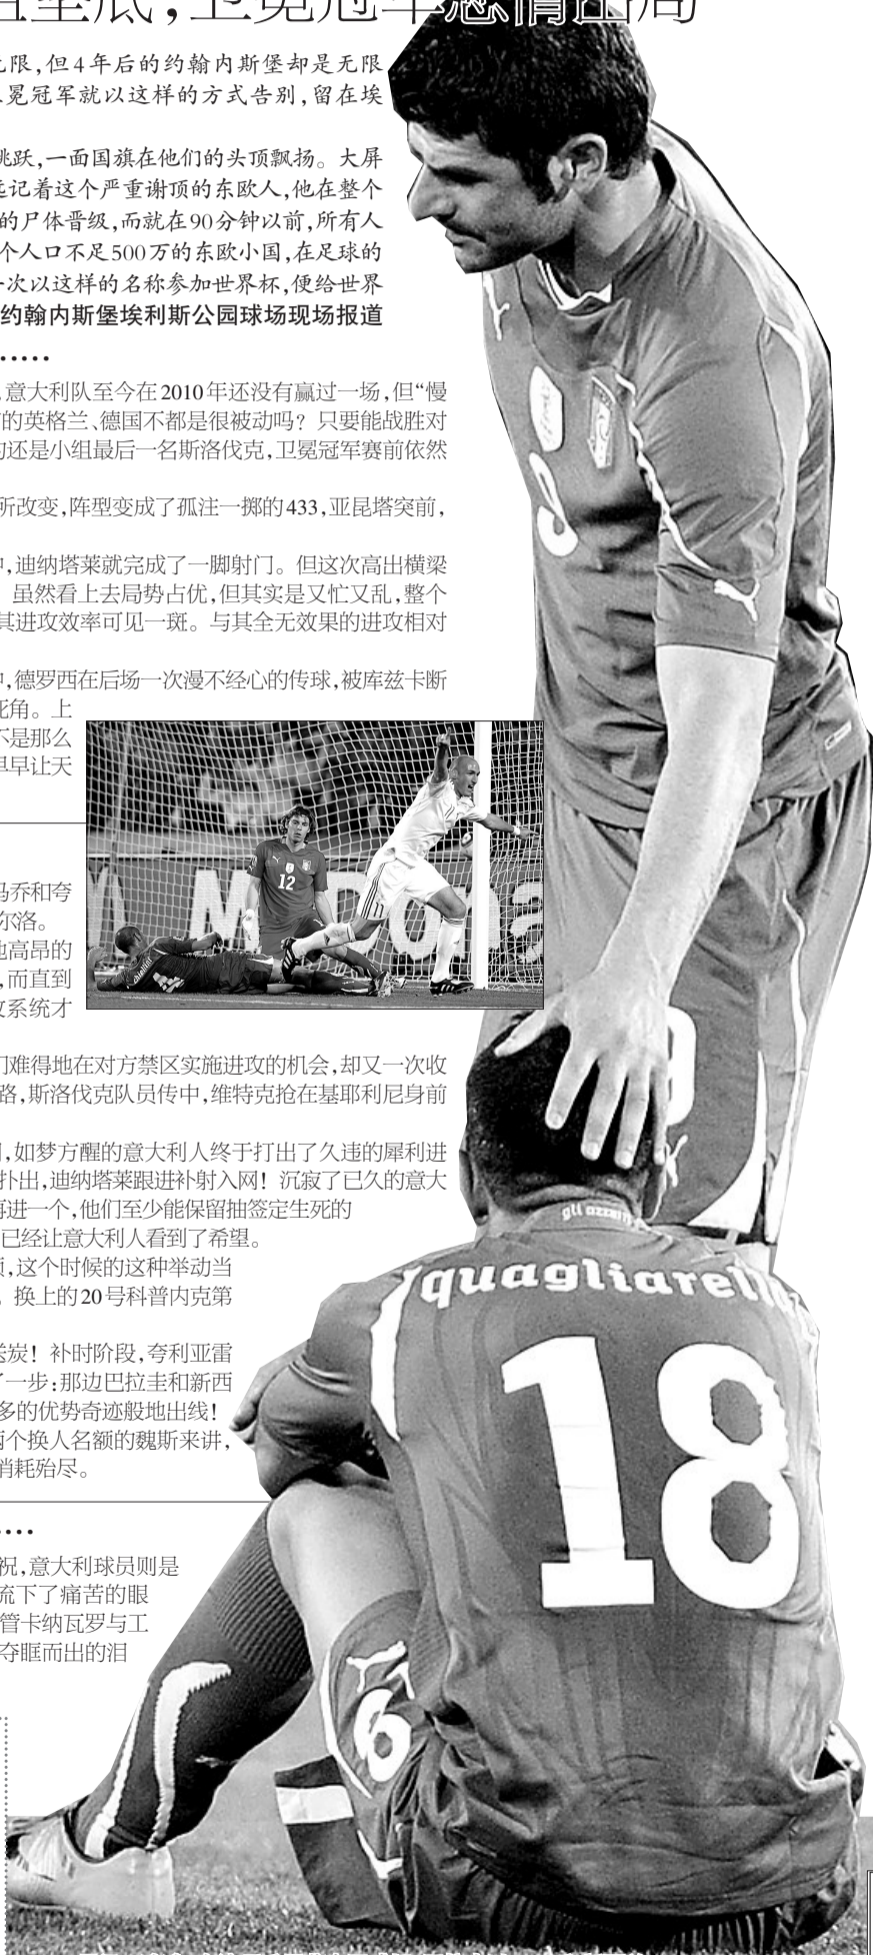 垫底,卫冕冠军悲情出局
限,但4年后的约翰内斯堡却是无限
冕冠军就以这样的方式告别,留在埃
跳跃,一面国旗在他们的头顶飘扬。大屏
记着这个严重谢顶的东欧人,他在整个
的尸体晋级,而就在90分钟以前,所有人
个人口不足500万的东欧小国,在足球的
次以这样的名称参加世界杯,便给世界
约翰内斯堡埃利斯公园球场现场报道
意大利队至今在2010年还没有赢过一场,但“慢
的英格兰、德国不都是很被动吗?只要能战胜对
还是小组最后一名斯洛伐克,卫冕冠军赛前依然
所改变,阵型变成了孤注一掷的433,亚昆塔突前,
中,迪纳塔莱就完成了一脚射门。但这次高出横梁
虽然看上去局势占优,但其实是又忙又乱,整个
其进攻效率可见一斑。与其全无效果的进攻相对
中,德罗西在后场一次漫不经心的传球,被库兹卡断
死角。上
不是那么
早早让天
12
McDona
冯乔和夸
尔洛。
他高昂的
,而直到
系统才
门难得地在对方禁区实施进攻的机会,却又一次收
路,斯洛伐克队员传中,维特克抢在基耶利尼身前
,如梦方醒的意大利人终于打出了久违的犀利进
扑出,迪纳塔莱跟进补射入网!沉寂了已久的意大
再进一个,他们至少能保留抽签定生死的
已经让意大利人看到了希望。
,这个时候的这种举动当
换上的20号科普内克第
送炭!补时阶段,夸利亚雷
了一步:那边巴拉圭和新西
多的优势奇迹般地出线!
两个换人名额的魏斯来讲,
消耗殆尽。
祝,意大利球员则是
流下了痛苦的眼
管卡纳瓦罗与工
夺眶而出的泪
9
gli azzurri
quagliarella
18
6